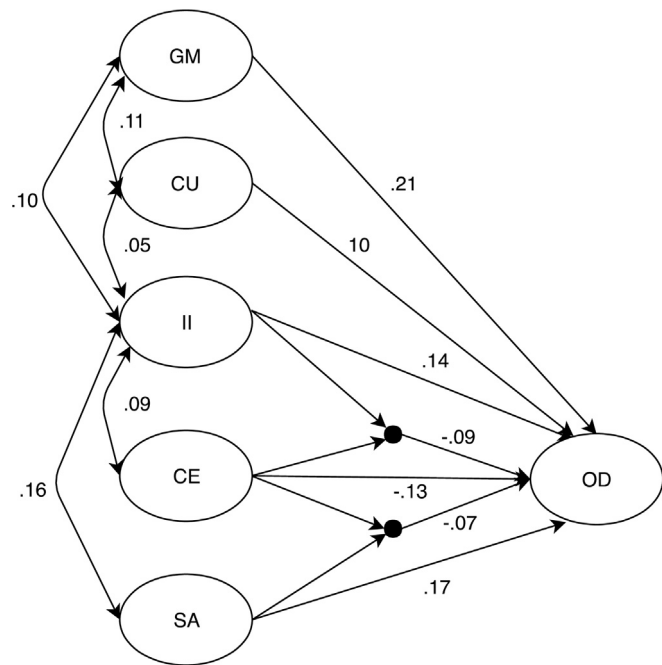 GM
.11
CU
.21
.10
10
.05
II
.14
.09
-.09
CE
OD
-.13
.16
-.07
SA
.17